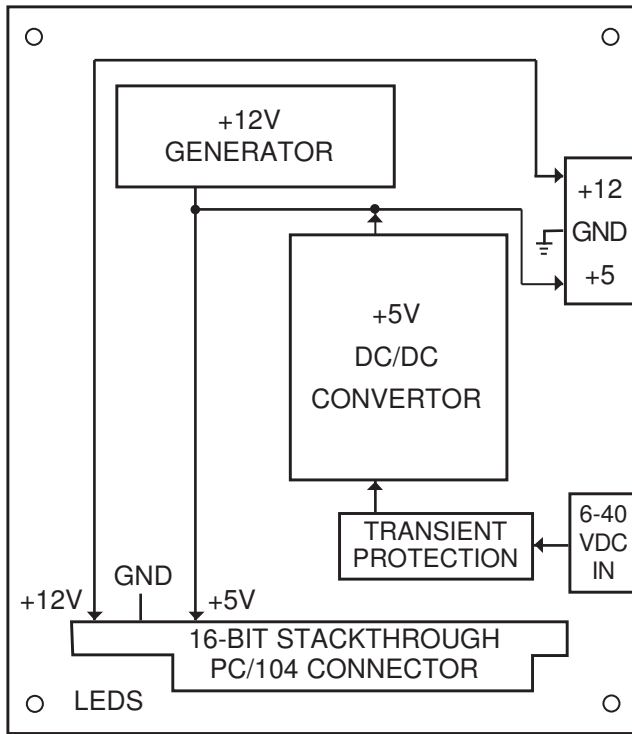 +12V
GENERATOR
+12
GND
+5
+5V
DC/DC
CONVERTOR
6-40
VDC
IN
TRANSIENT
PROTECTION
GND
+12V
+5V
16-BIT STACKTHROUGH
PC/104 CONNECTOR
LEDS